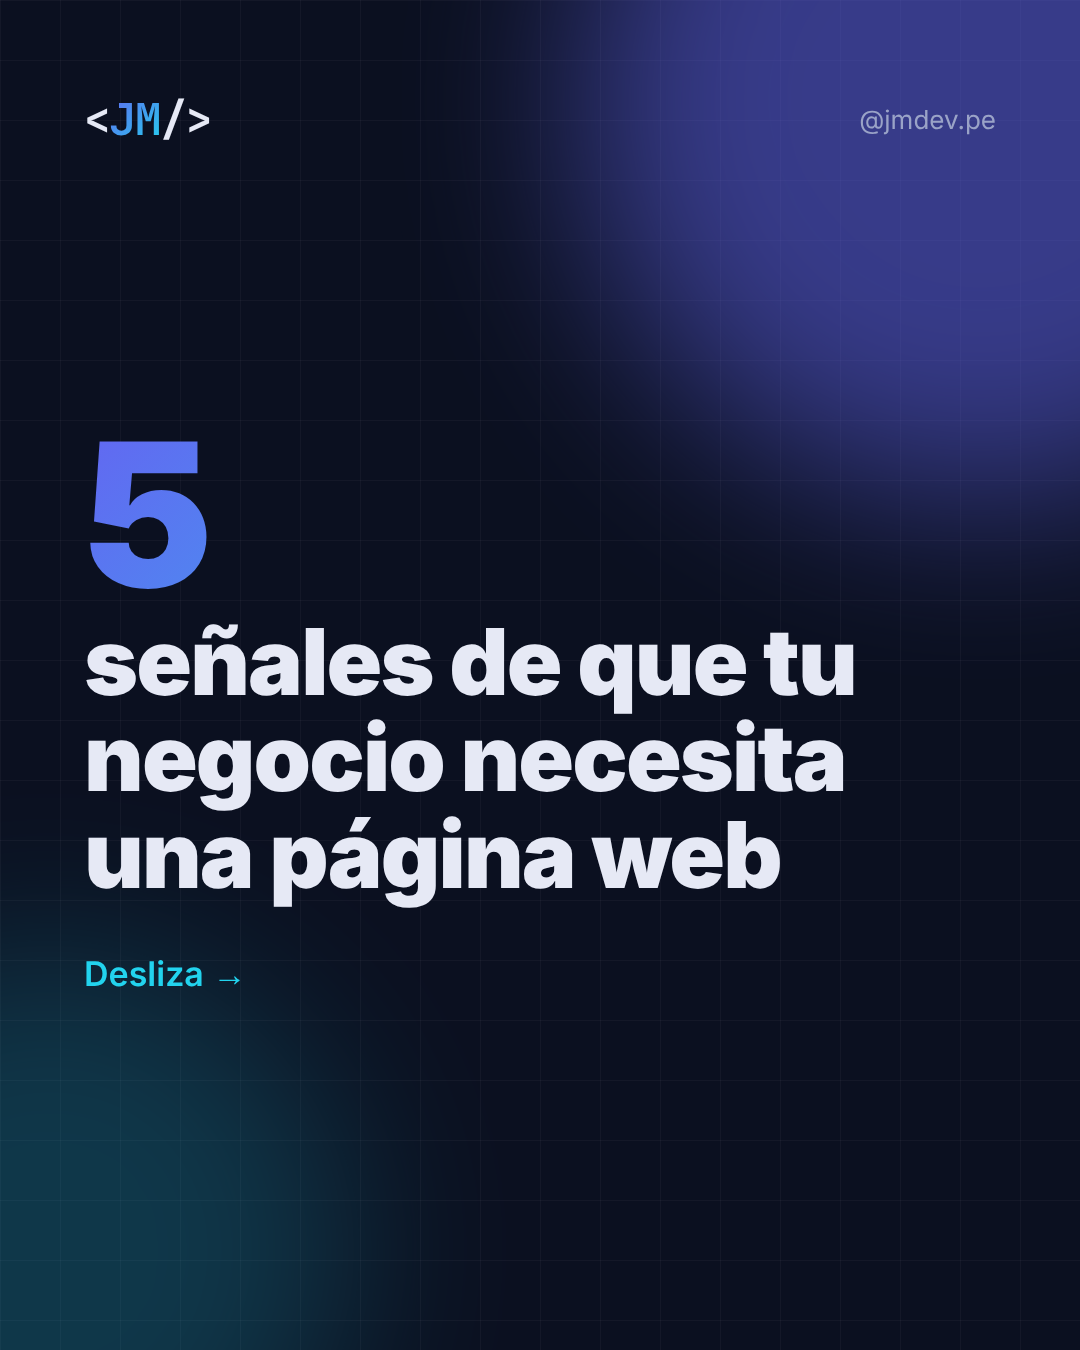 <JM/>
@jmdev.pe
5
señales de que tu
negocio necesita
una página web
Desliza →